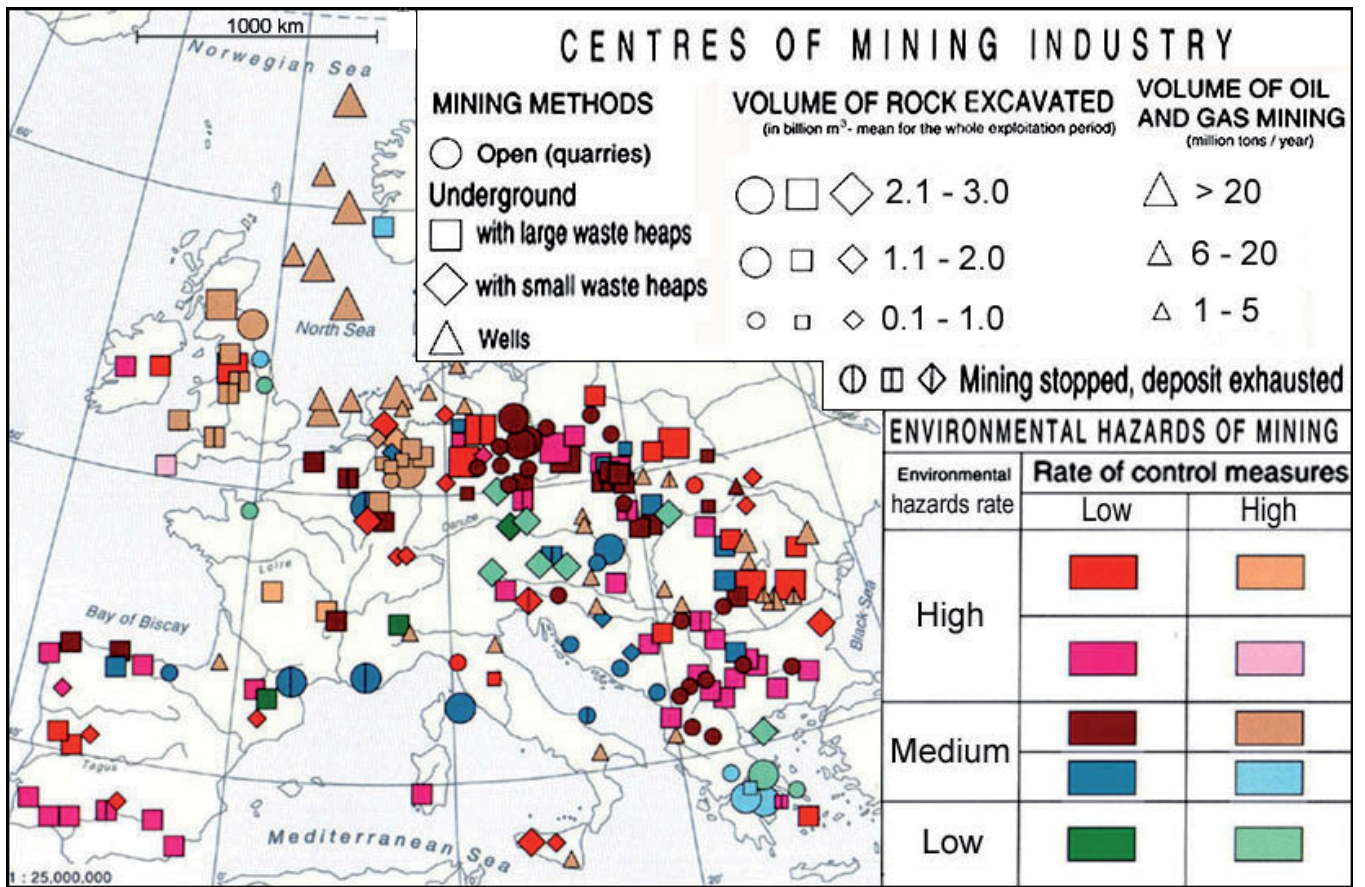 1000 km
Norwegian Sea
60°
CENTRES OF MINING INDUSTRY
MINING METHODS
Open (quarries)
Underground
with large waste heaps
with small waste heaps
Wells
VOLUME OF ROCK EXCAVATED
(in billion m³- mean for the whole exploitation period)
2.1 - 3.0
1.1 - 2.0
0.1 - 1.0
VOLUME OF OIL
AND GAS MINING
(million tons / year)
> 20
6 - 20
1 - 5
Mining stopped, deposit exhausted
ENVIRONMENTAL HAZARDS OF MINING
Environmental
hazards rate
Rate of control measures
Low
High
High
Medium
Low
North Sea
Danube
Loire
Bay of Biscay
Black Sea
Tagus
Mediterranean Sea
1 : 25,000,000
0°
10°
20°